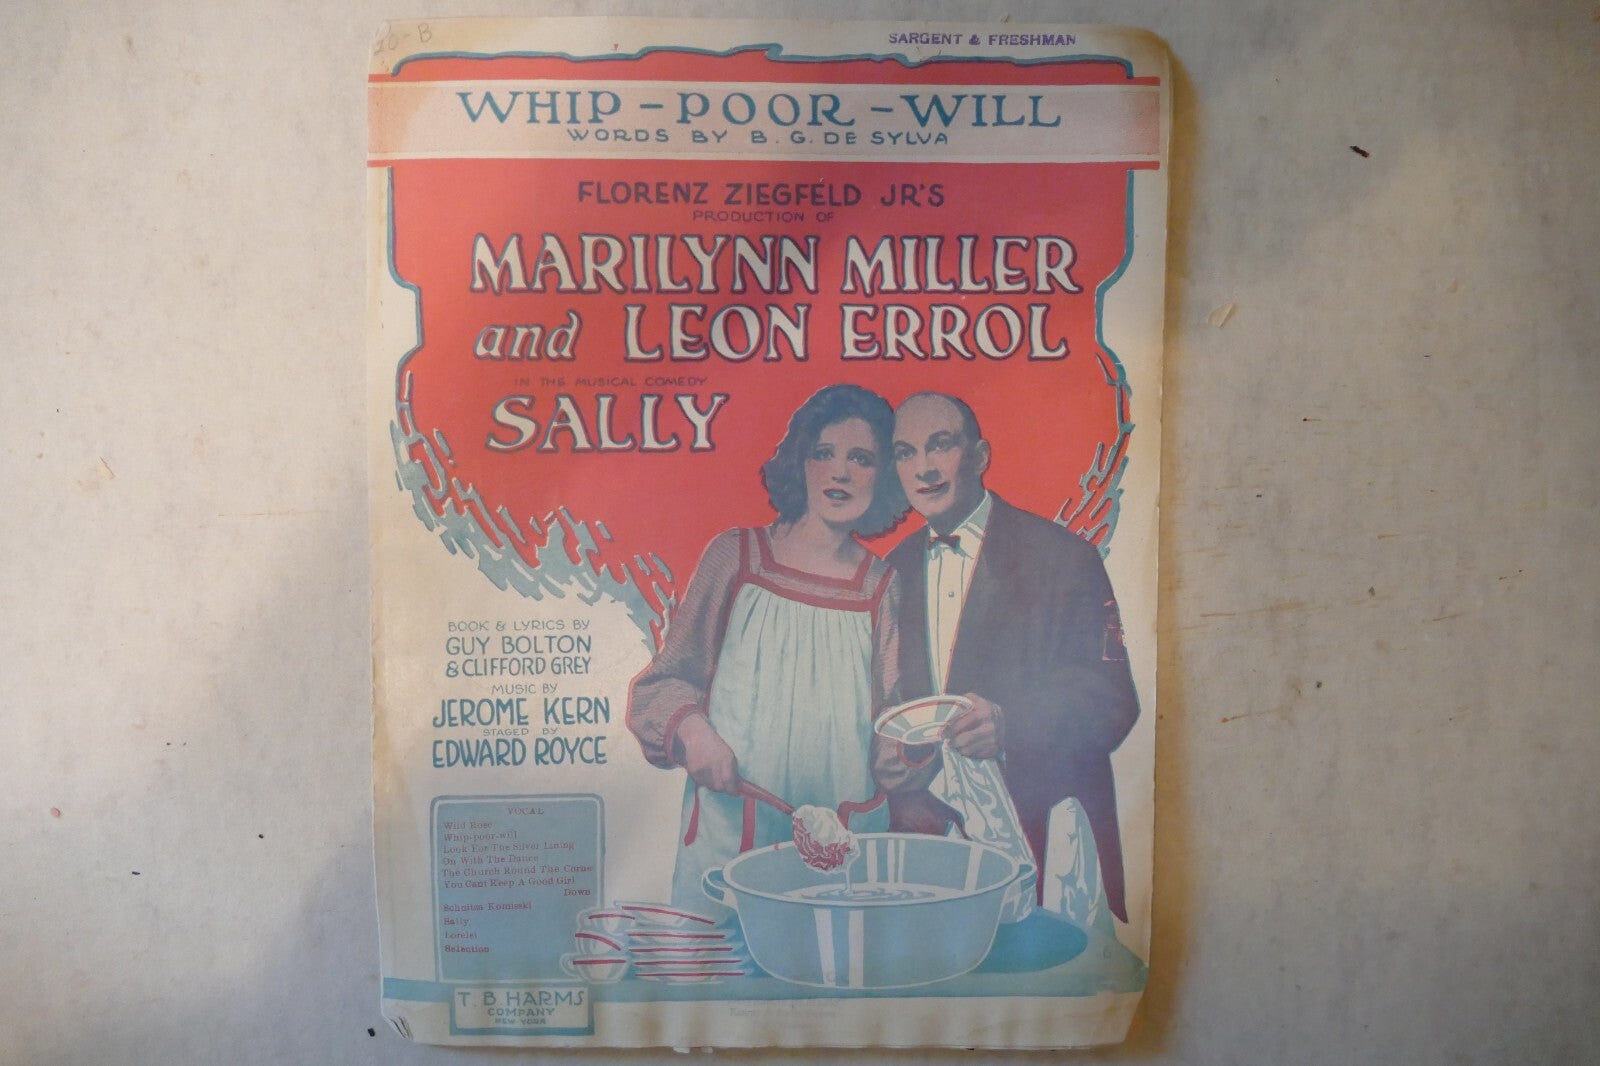 20-B
SARGENT & FRESHMAN
WHIP-POOR-WILL
WORDS BY B. G. DE SYLVA
FLORENZ ZIEGFELD JR'S
PRODUCTION OF
MARILYNN MILLER
and LEON ERROL
IN THE MUSICAL COMEDY
SALLY
BOOK & LYRICS BY
GUY BOLTON
& CLIFFORD GREY
MUSIC BY
JEROME KERN
STAGED BY
EDWARD ROYCE
VOCAL
Wild Rose
Whip-poor-will
Look For The Silver Lining
On With The Dance
The Church Round The Corne
You Cant Keep A Good Girl
Down
Schnitza Komisski
Sally
Lorelei
Selection
T. B. HARMS
COMPANY
NEW YORK